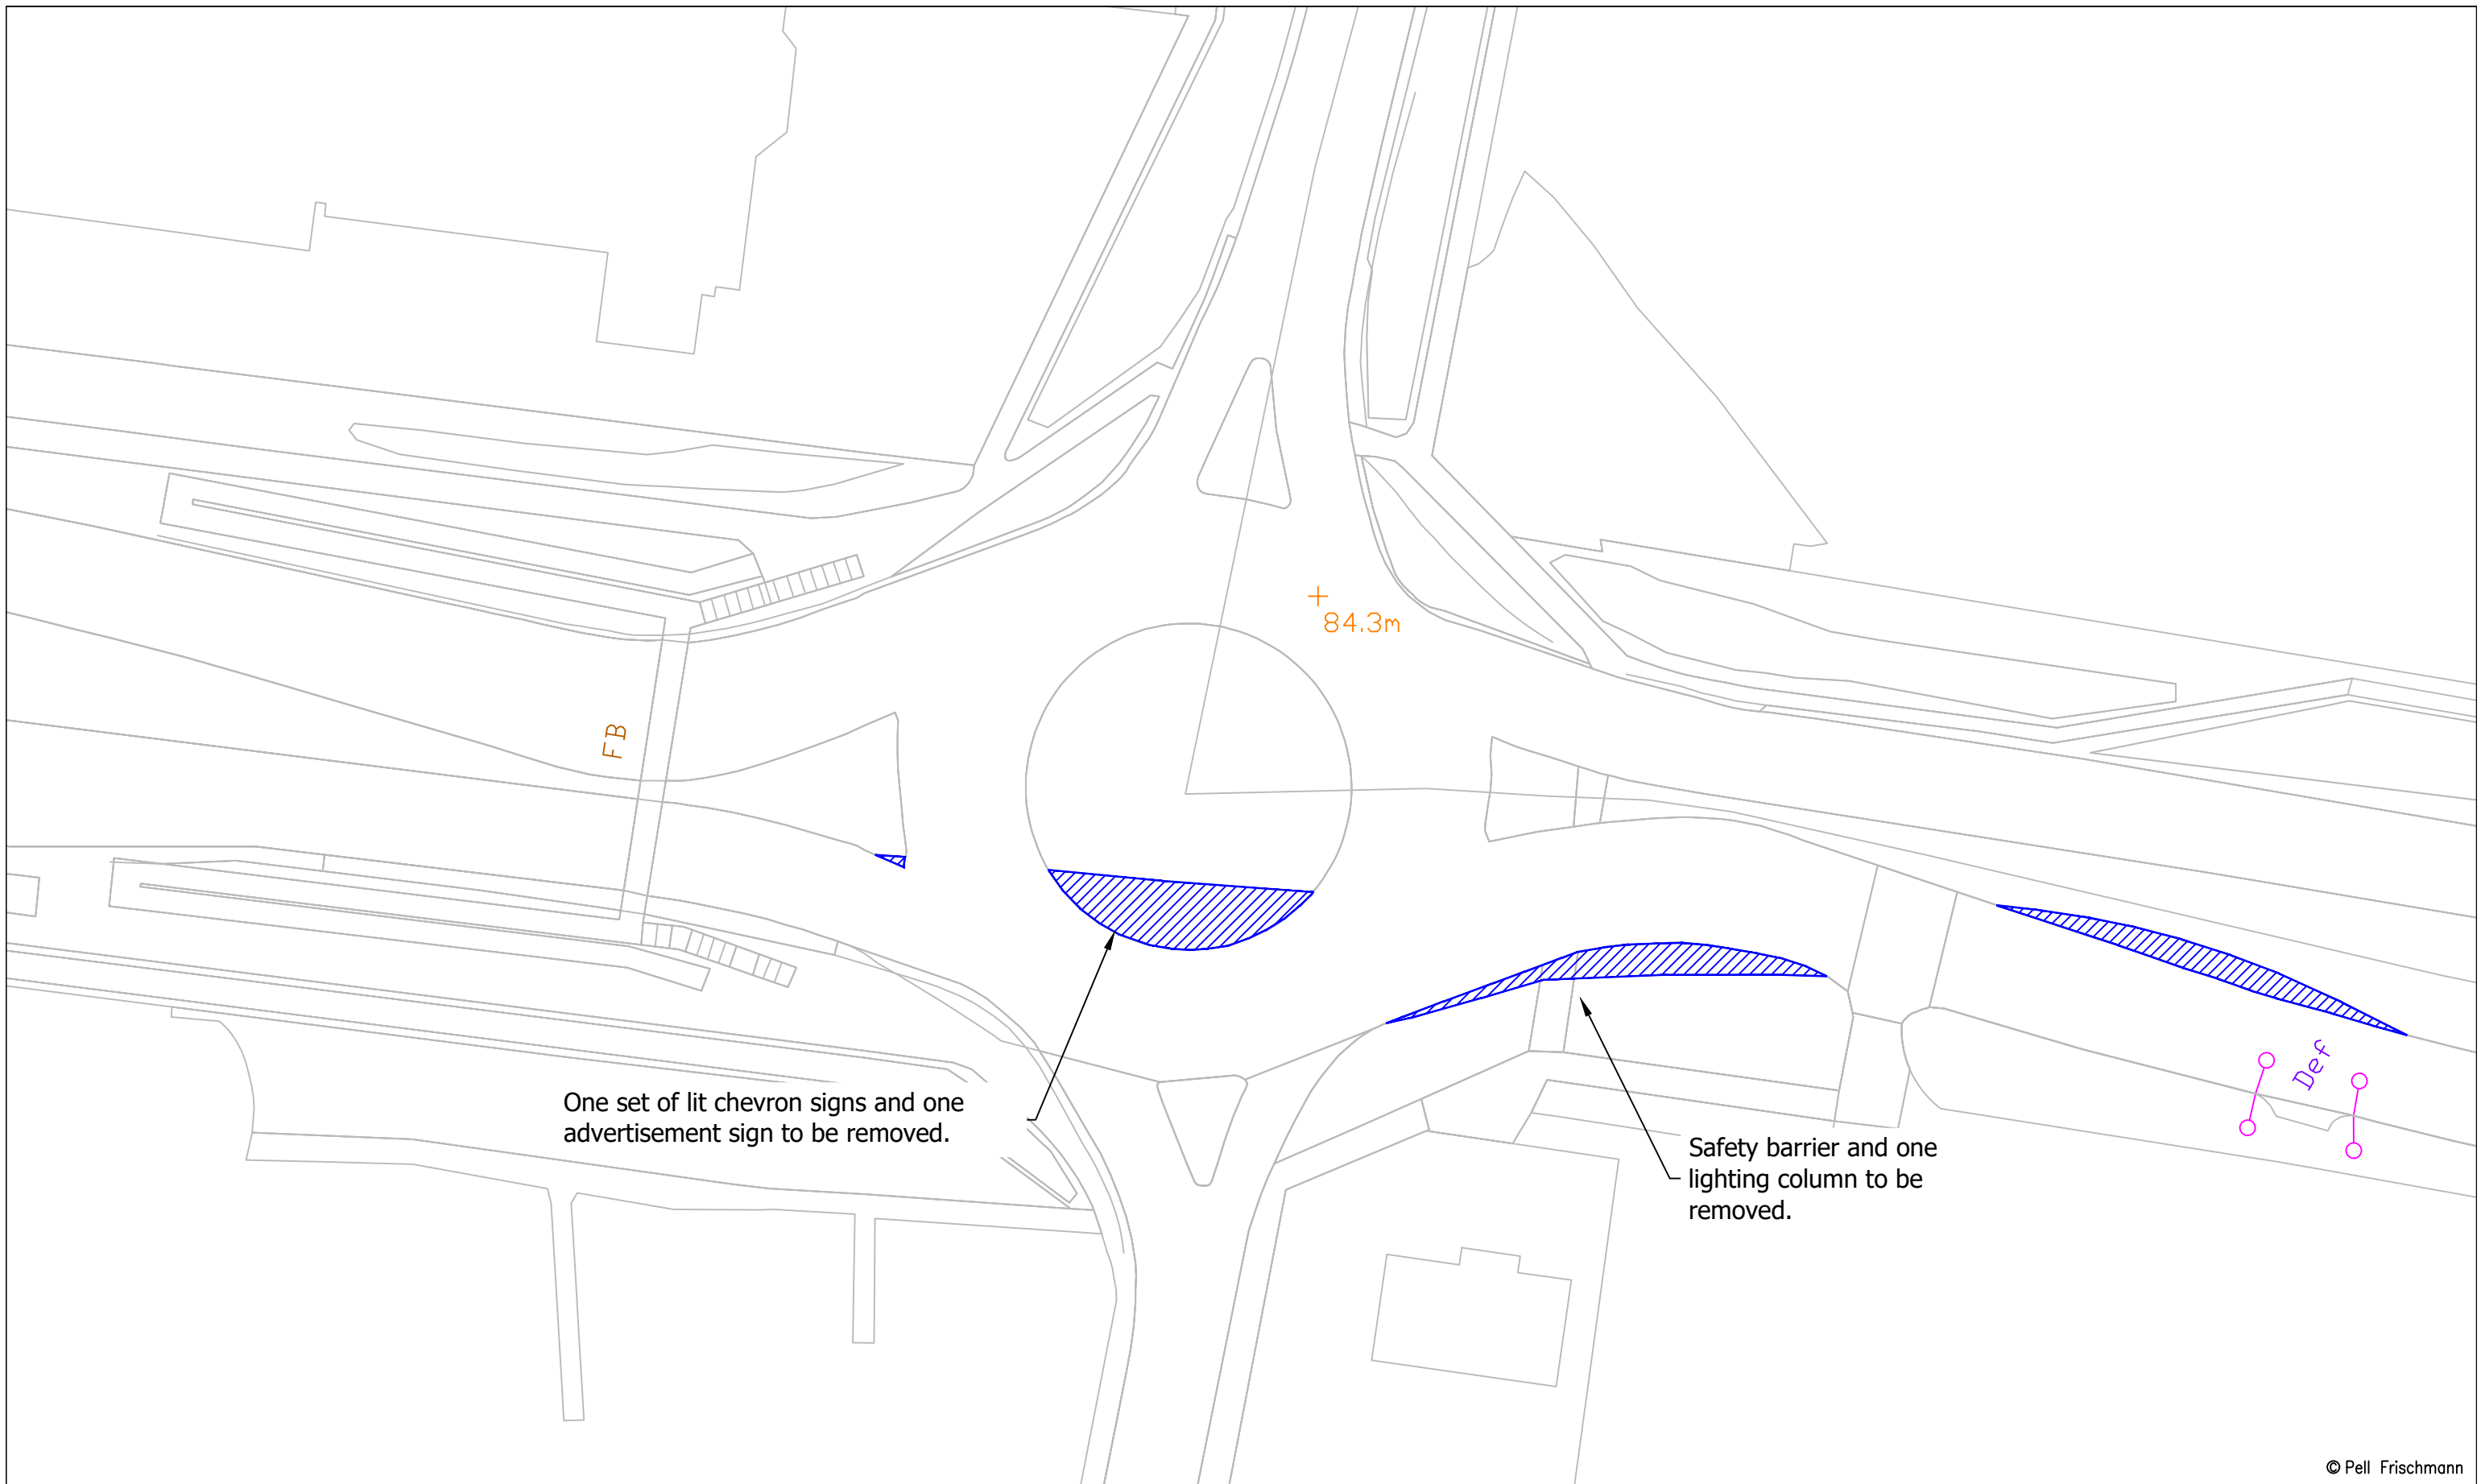 84.3m
FB
Def
One set of lit chevron signs and one
advertisement sign to be removed.
Safety barrier and one
lighting column to be
removed.
© Pell Frischmann